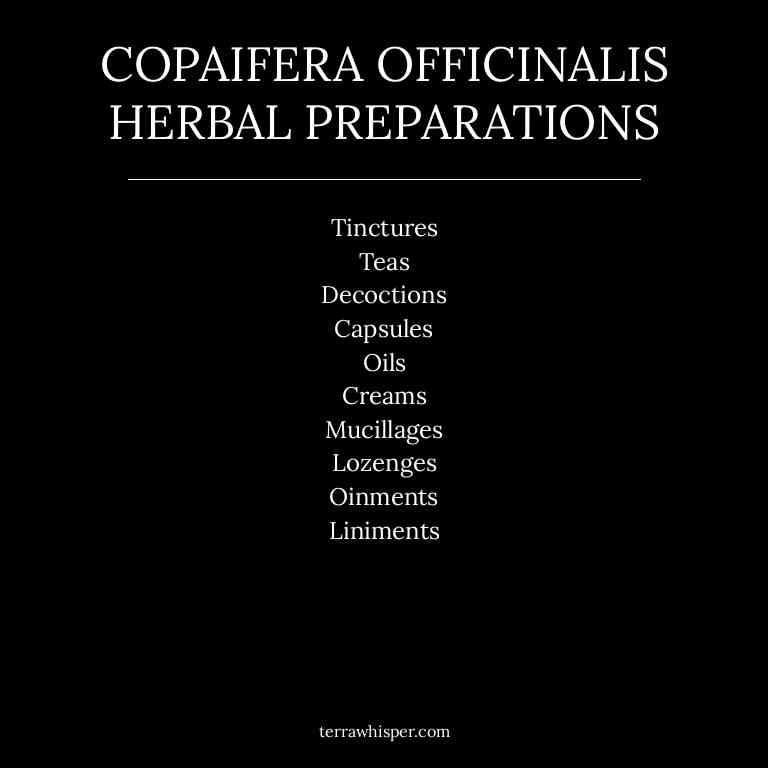 COPAIFERA OFFICINALIS
HERBAL PREPARATIONS
Tinctures
Teas
Decoctions
Capsules
Oils
Creams
Mucillages
Lozenges
Oinments
Liniments
terrawhisper.com